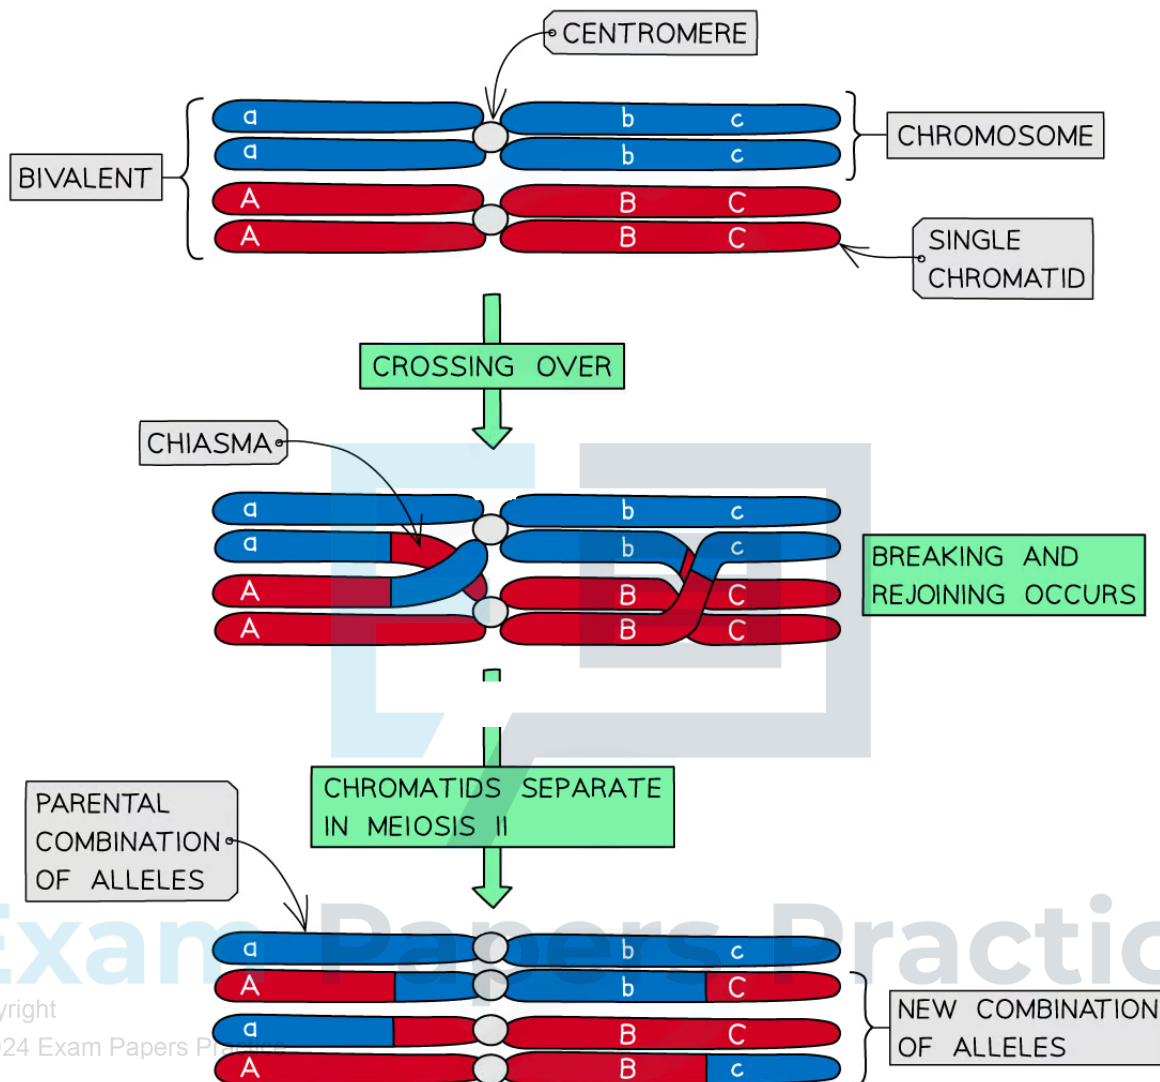 CENTROMERE
a b c
CHROMOSOME
a b c
BIVALENT
A B C
A B C
SINGLE
CHROMATID
CROSSING OVER
CHIASMA
a b c
a b c
BREAKING AND
REJOINING OCCURS
A B C
A B C
CHROMATIDS SEPARATE
IN MEIOSIS II
PARENTAL
COMBINATION
OF ALLELES
Exam Papers Practic
a b c
A b C
yright
NEW COMBINATION
OF ALLELES
a B C
24 Exam Papers Practice
A B c